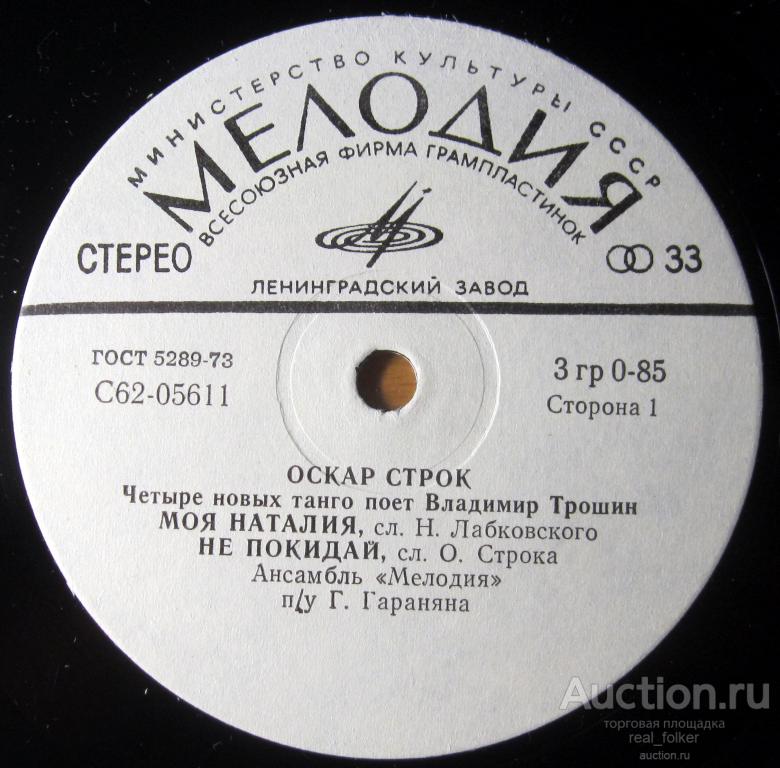 МИНИСТЕРСТВО КУЛЬТУРЫ СССР
МЕЛОДИЯ
ВСЕСОЮЗНАЯ ФИРМА ГРАМПЛАСТИНОК
СТЕРЕО
33
ЛЕНИНГРАДСКИЙ ЗАВОД
ГОСТ 5289-73
С62-05611
3 гр 0-85
Сторона 1
ОСКАР СТРОК
Четыре новых танго поет Владимир Трошин
МОЯ НАТАЛИЯ, сл. Н. Лабковского
НЕ ПОКИДАЙ, сл. О. Строка
Ансамбль «Мелодия»
п/у Г. Гараняна
Auction.ru
торговая площадка
real_folker
auction.ru